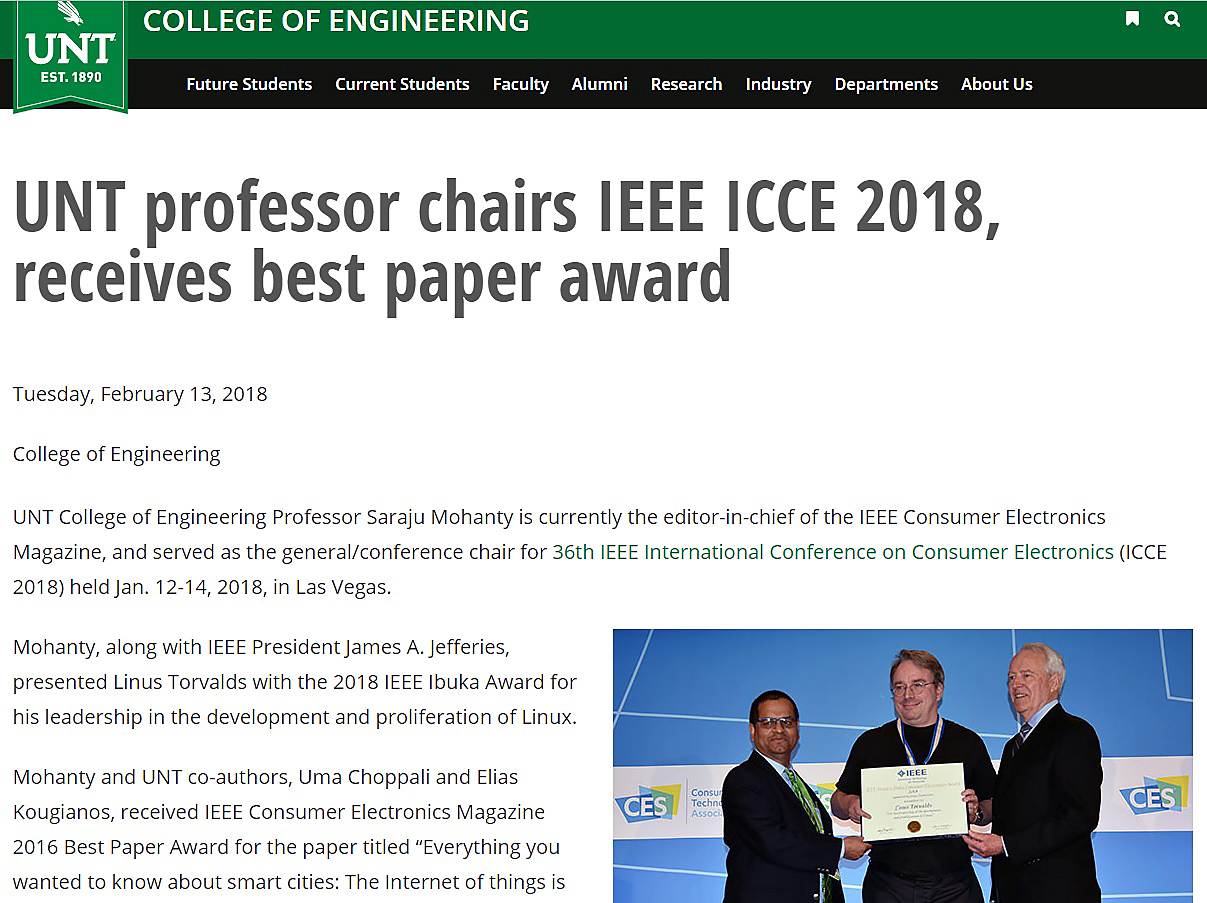 COLLEGE OF ENGINEERING
UNT
EST. 1890
Future Students Current Students Faculty Alumni Research Industry Departments About Us
UNT professor chairs IEEE ICCE 2018,
receives best paper award
Tuesday, February 13, 2018
College of Engineering
UNT College of Engineering Professor Saraju Mohanty is currently the editor-in-chief of the IEEE Consumer Electronics
Magazine, and served as the general/conference chair for 36th IEEE International Conference on Consumer Electronics (ICCE
2018) held Jan. 12-14, 2018, in Las Vegas.
Mohanty, along with IEEE President James A. Jefferies,
presented Linus Torvalds with the 2018 IEEE Ibuka Award for
his leadership in the development and proliferation of Linux.
Mohanty and UNT co-authors, Uma Choppali and Elias
Kougianos, received IEEE Consumer Electronics Magazine
2016 Best Paper Award for the paper titled “Everything you
wanted to know about smart cities: The Internet of things is
IEEE
Linus Torvalds
CES
CES